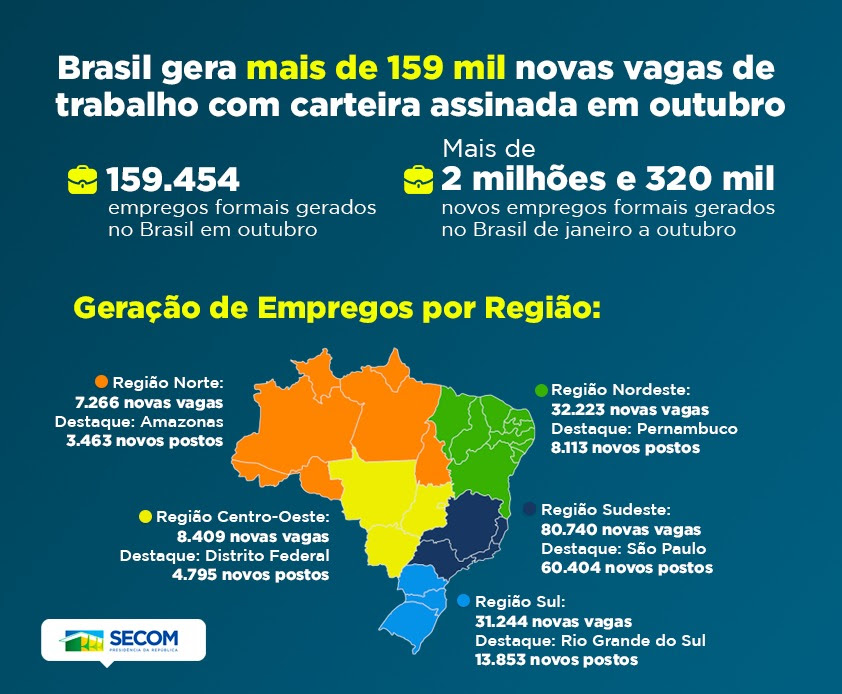 Brasil gera mais de 159 mil novas vagas de
trabalho com carteira assinada em outubro
159.454
empregos formais gerados
no Brasil em outubro
Mais de
2 milhões e 320 mil
novos empregos formais gerados
no Brasil de janeiro a outubro
Geração de Empregos por Região:
Região Norte:
7.266 novas vagas
Destaque: Amazonas
3.463 novos postos
Região Nordeste:
32.223 novas vagas
Destaque: Pernambuco
8.113 novos postos
Região Centro-Oeste:
8.409 novas vagas
Destaque: Distrito Federal
4.795 novos postos
Região Sudeste:
80.740 novas vagas
Destaque: São Paulo
60.404 novos postos
Região Sul:
31.244 novas vagas
Destaque: Rio Grande do Sul
13.853 novos postos
SECOM
PRESIDÊNCIA DA REPÚBLICA